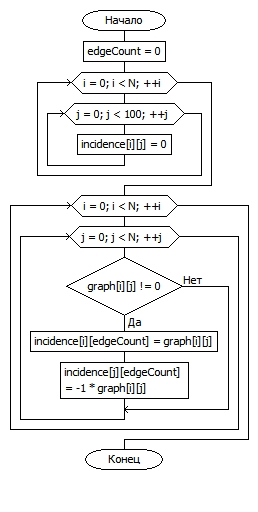 Начало
edgeCount = 0
i = 0; i < N; ++i
j = 0; j < 100; ++j
incidence[i][j] = 0
i = 0; i < N; ++i
j = 0; j < N; ++j
graph[i][j] != 0
Нет
Да
incidence[i][edgeCount] = graph[i][j]
incidence[j][edgeCount]
= -1 * graph[i][j]
Конец